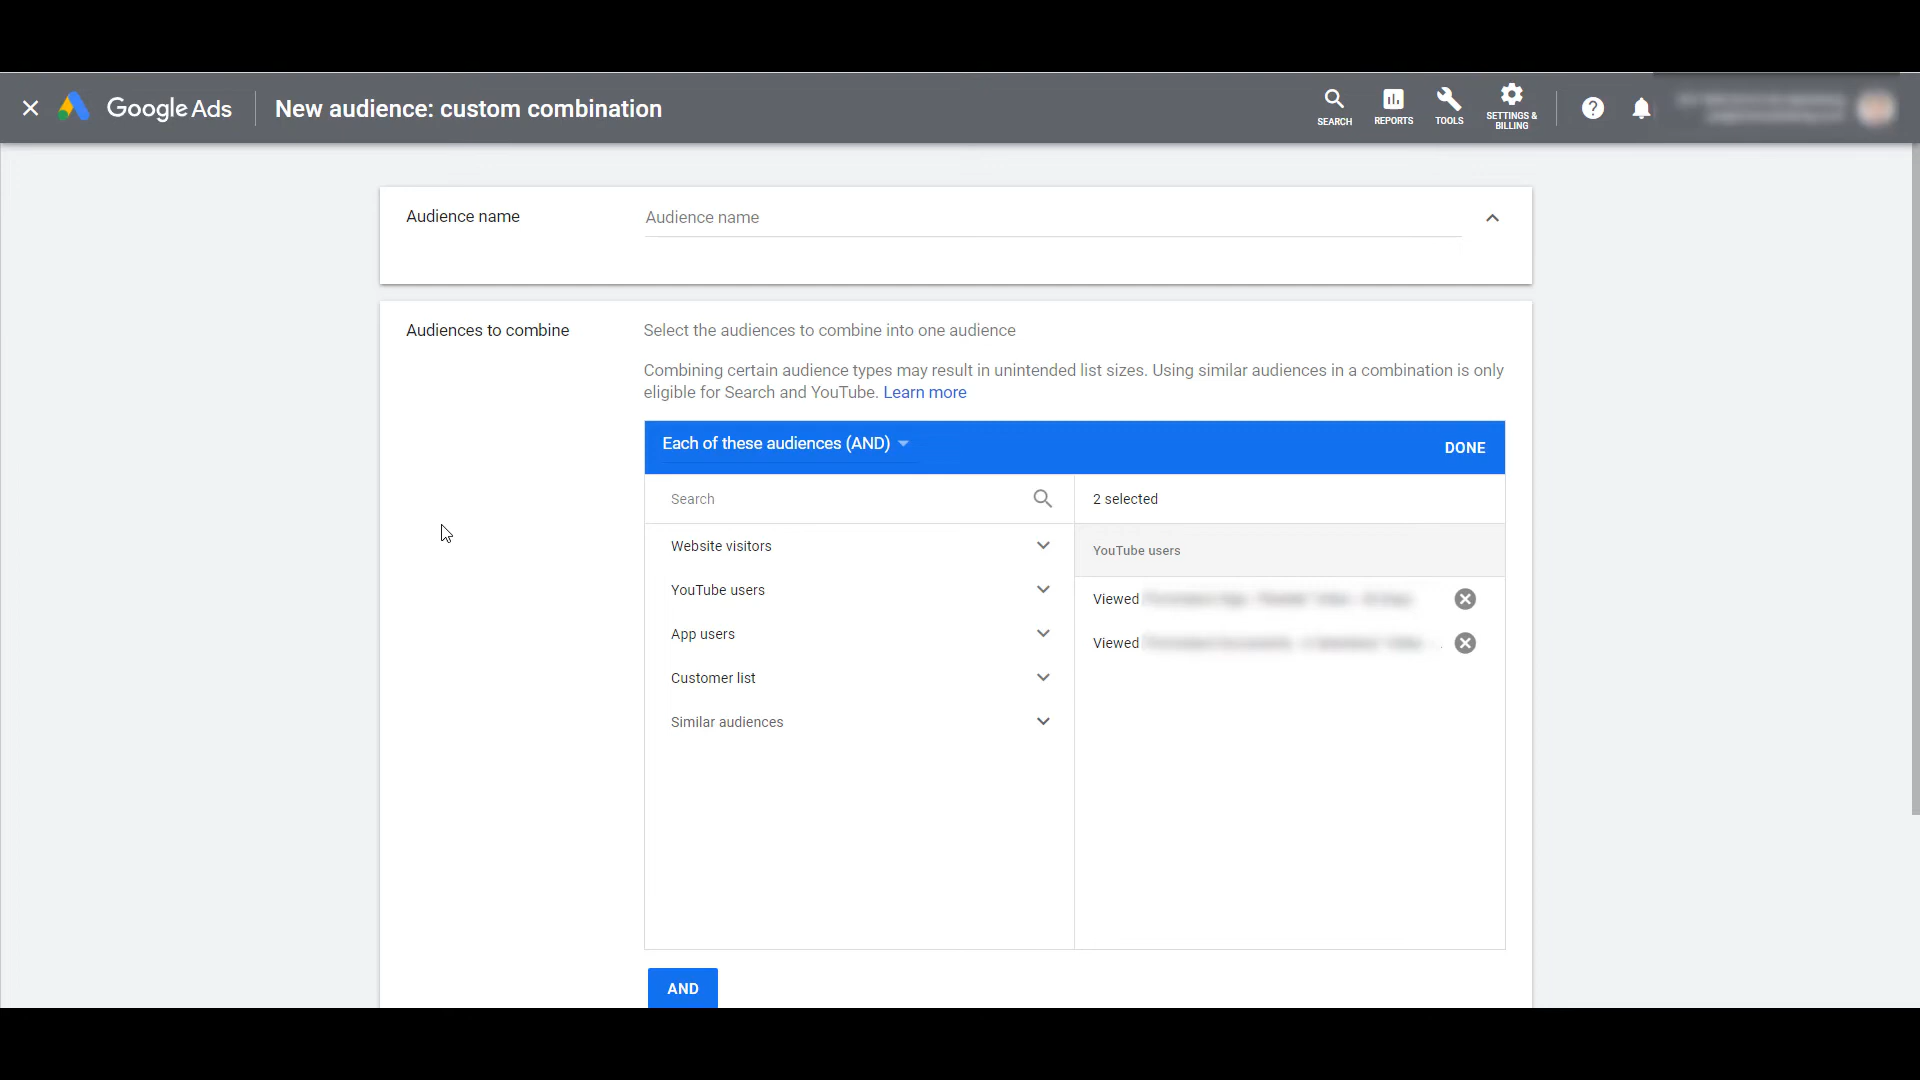 Google Ads
New audience: custom combination
SEARCH
REPORTS
TOOLS
SETTINGS &
BILLING
Audience name
Audience name
Audiences to combine
Select the audiences to combine into one audience
Combining certain audience types may result in unintended list sizes. Using similar audiences in a combination is only
eligible for Search and YouTube. Learn more
Each of these audiences (AND)
DONE
Search
2 selected
Website visitors
YouTube users
YouTube users
Viewed
App users
Viewed
Customer list
Similar audiences
AND